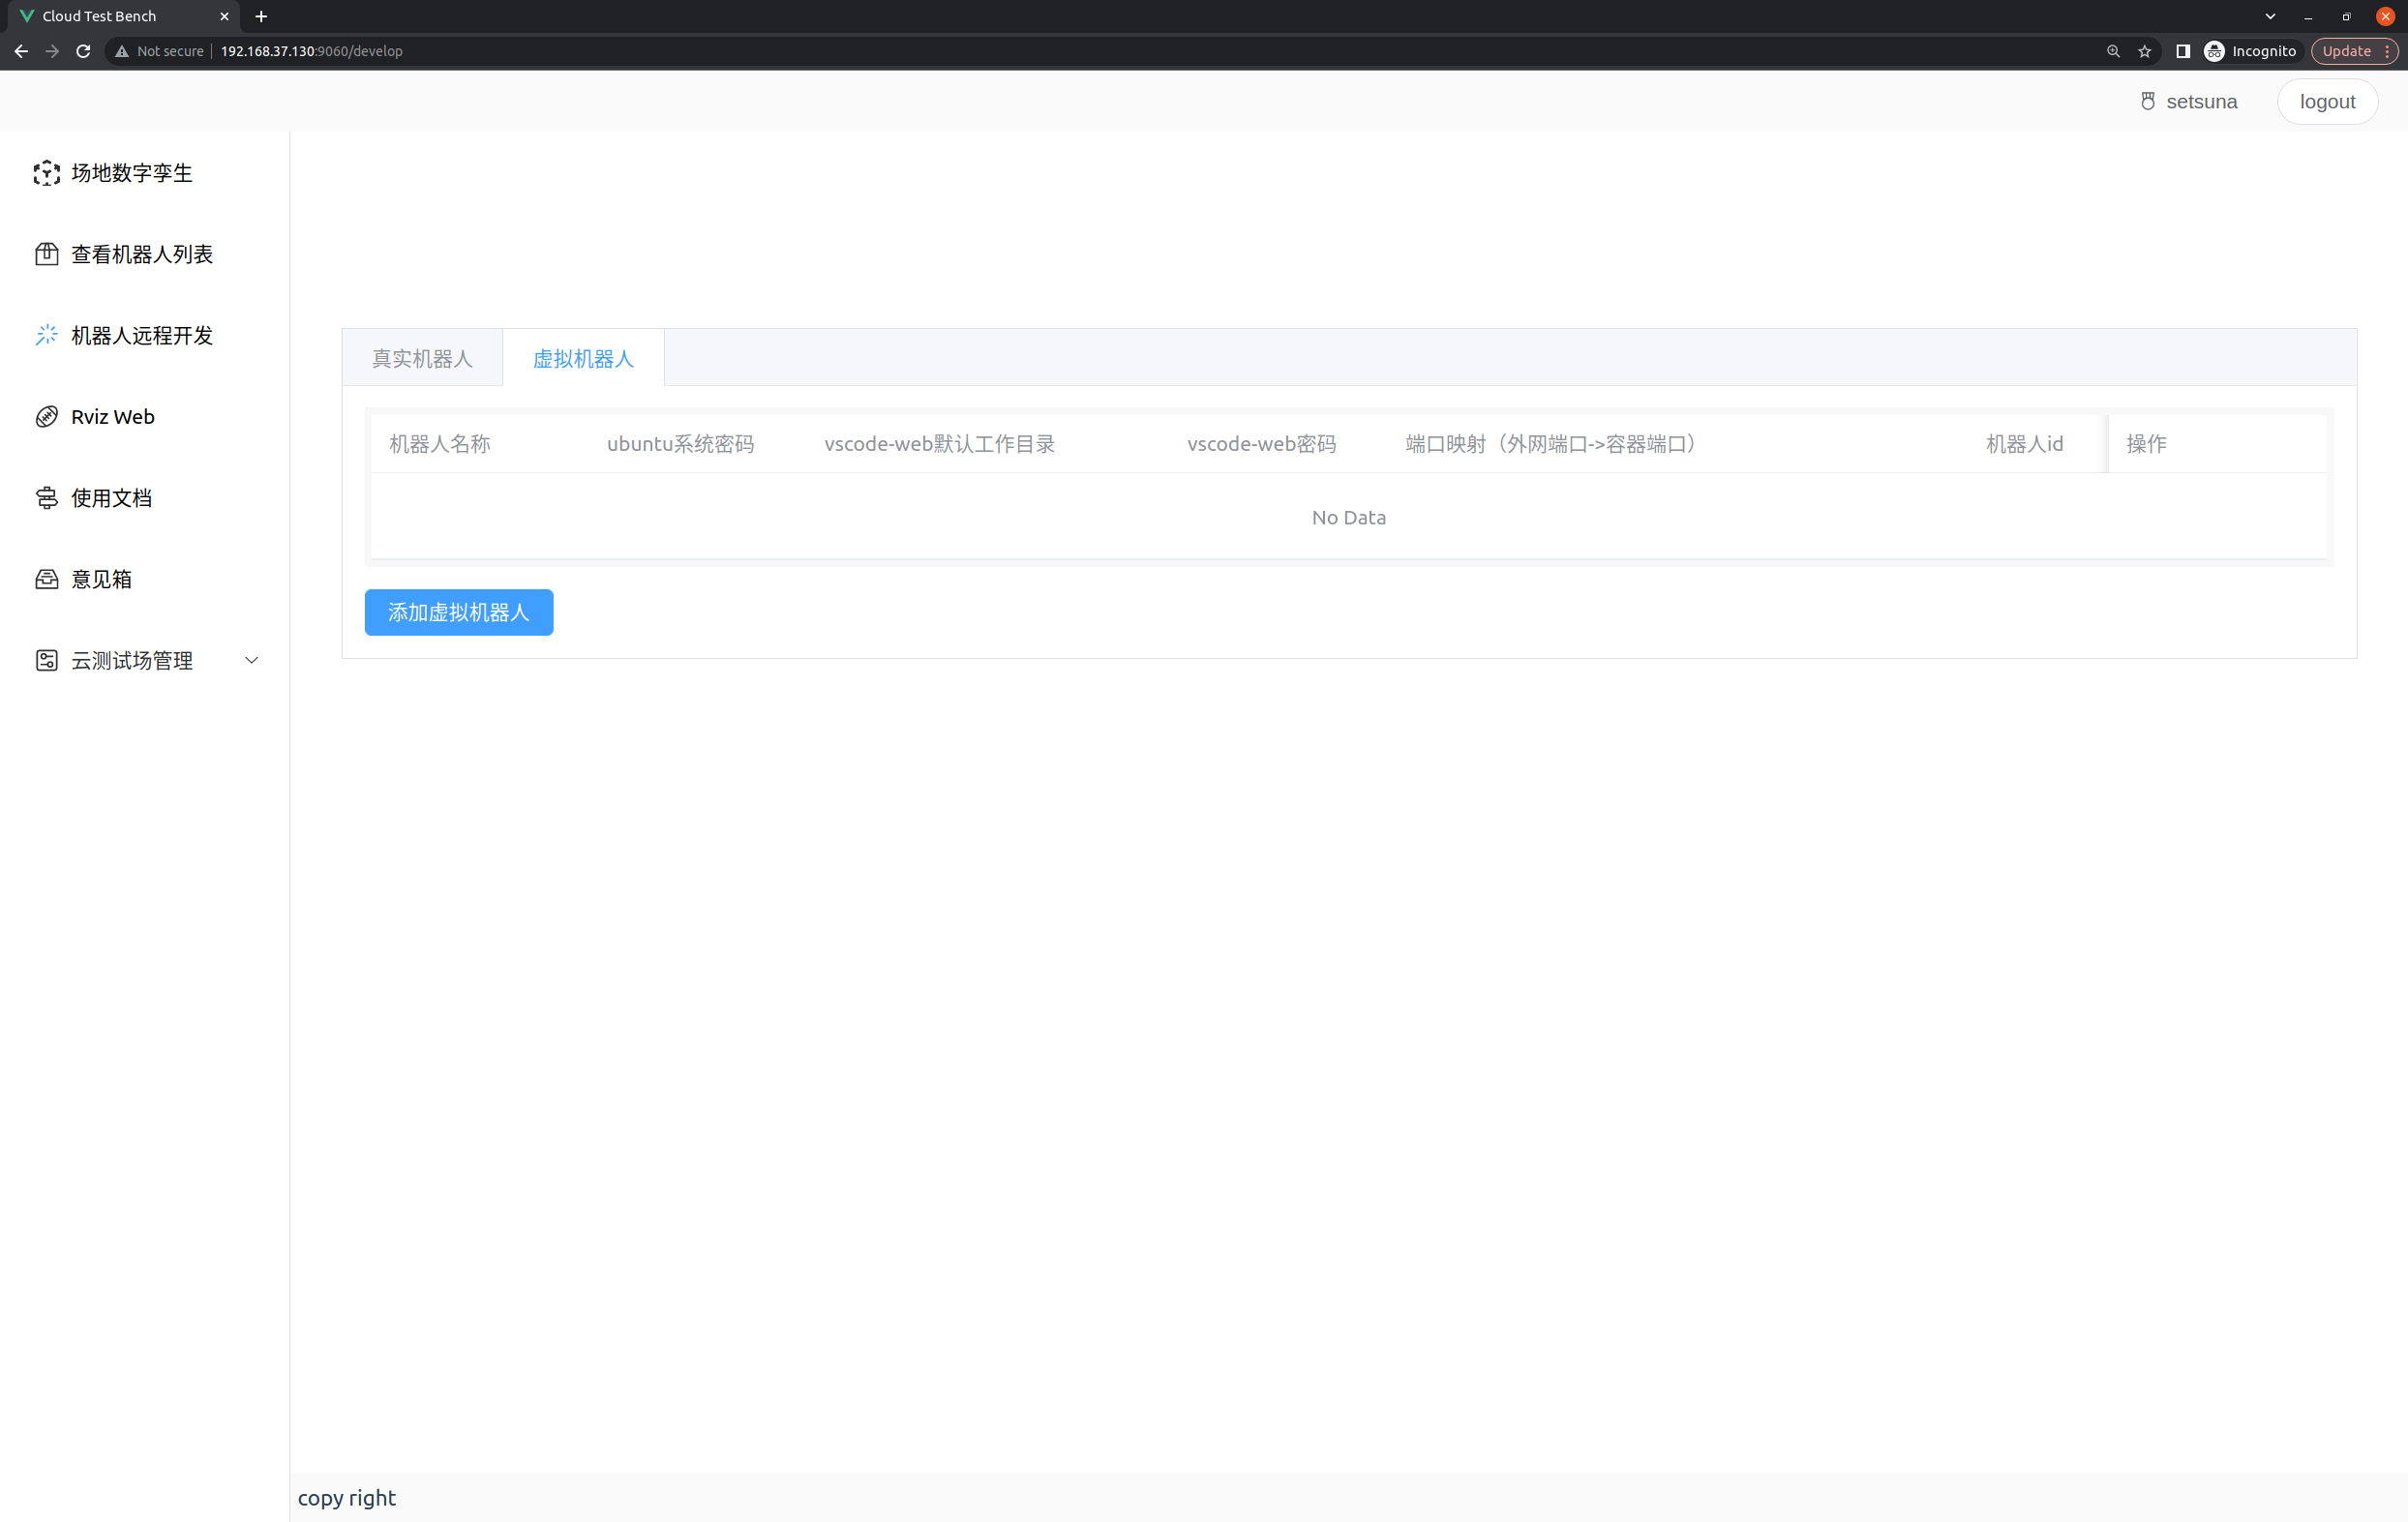 Cloud Test Bench
Not secure
192.168.37.130:9060/develop
Incognito
Update
setsuna
logout
场地数字孪生
查看机器人列表
机器人远程开发
Rviz Web
使用文档
意见箱
云测试场管理
真实机器人
虚拟机器人
机器人名称
ubuntu系统密码
vscode-web默认工作目录
vscode-web密码
端口映射（外网端口->容器端口）
机器人id
操作
No Data
添加虚拟机器人
copy right